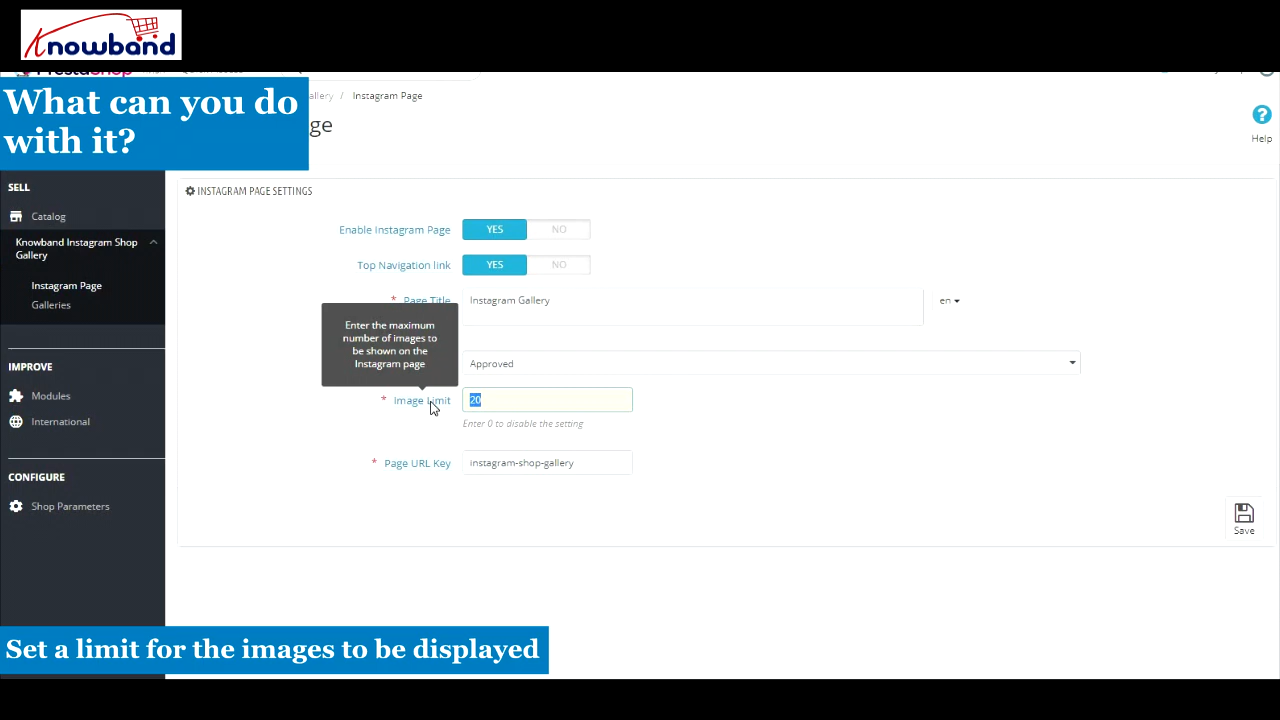 Knowband
PrestaShop
What can you do
with it?
allery / Instagram Page
ge
Help
SELL
Catalog
Knowband Instagram Shop
Gallery
Instagram Page
Galleries
IMPROVE
Modules
International
CONFIGURE
Shop Parameters
INSTAGRAM PAGE SETTINGS
Enable Instagram Page YES NO
Top Navigation link YES NO
* Page Title Instagram Gallery en
Enter the maximum
number of images to
be shown on the
Instagram page
Approved
* Image Limit 20
Enter 0 to disable the setting
* Page URL Key instagram-shop-gallery
Save
Set a limit for the images to be displayed